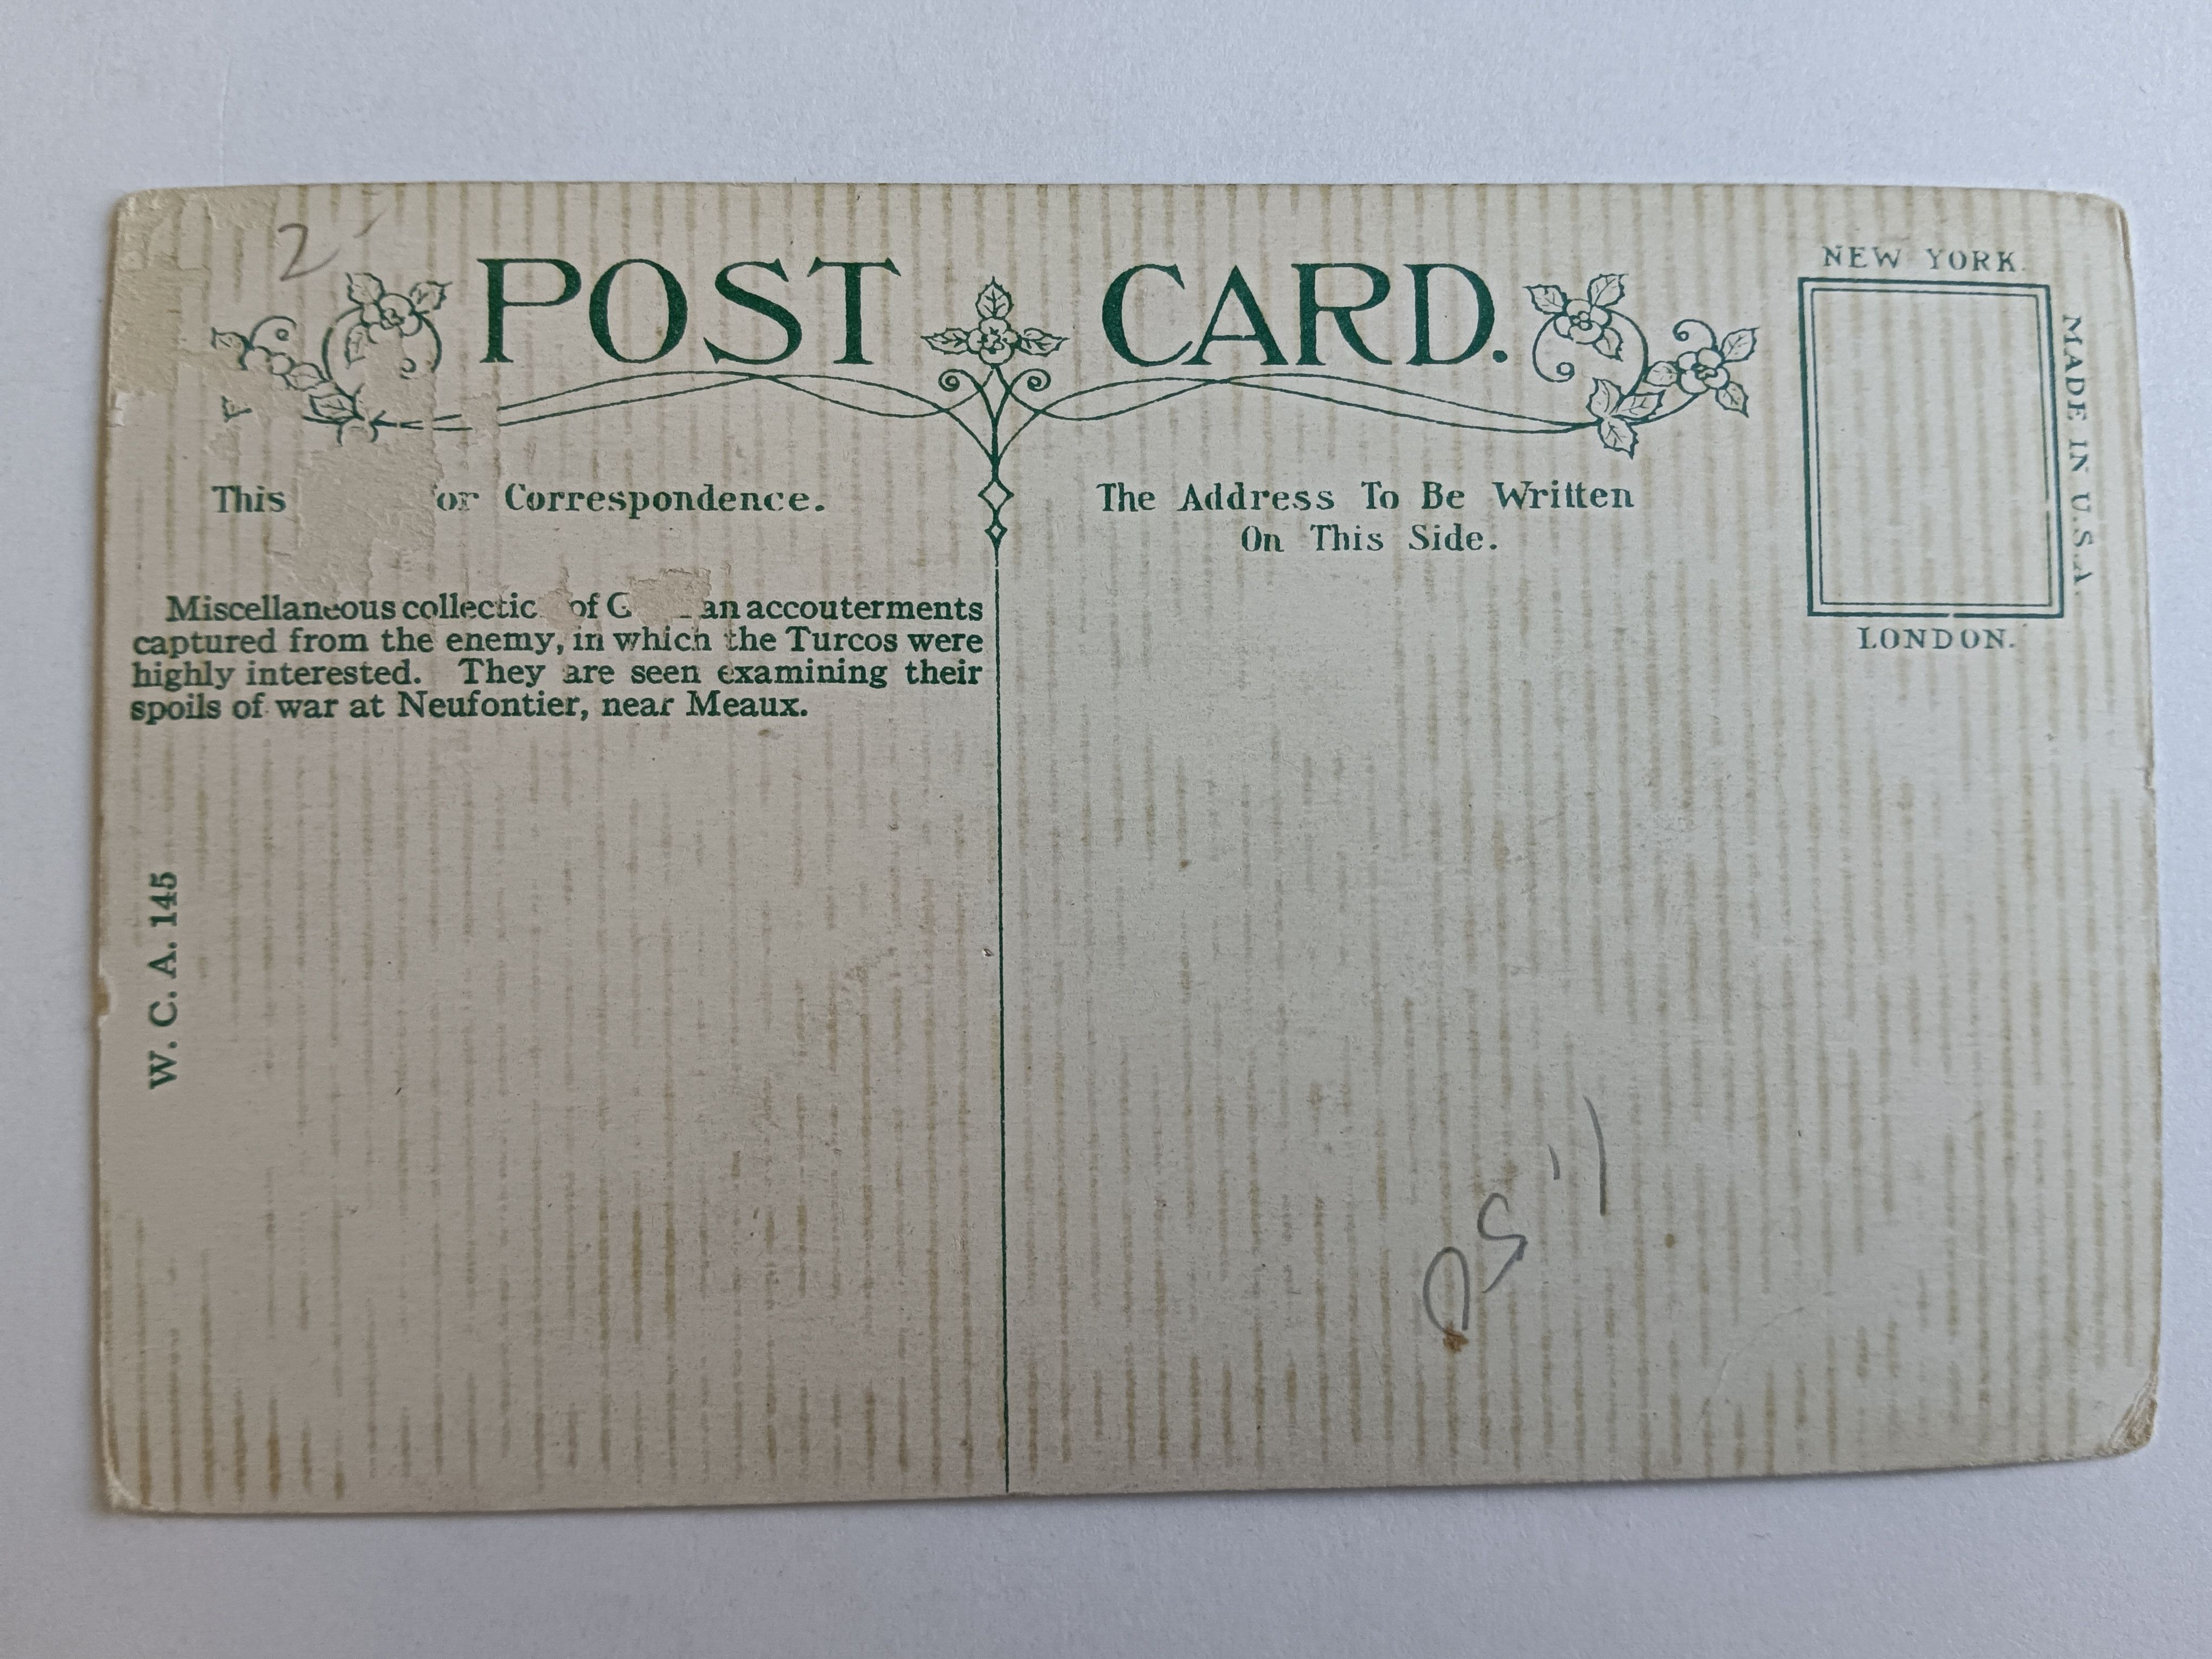 2
POST CARD.
NEW YORK
MADE IN U.S.A.
LONDON.
This or Correspondence.
The Address To Be Written
On This Side.
Miscellaneous collectic of G an accouterments
captured from the enemy, in which the Turcos were
highly interested. They are seen examining their
spoils of war at Neufontier, near Meaux.
W. C. A. 145